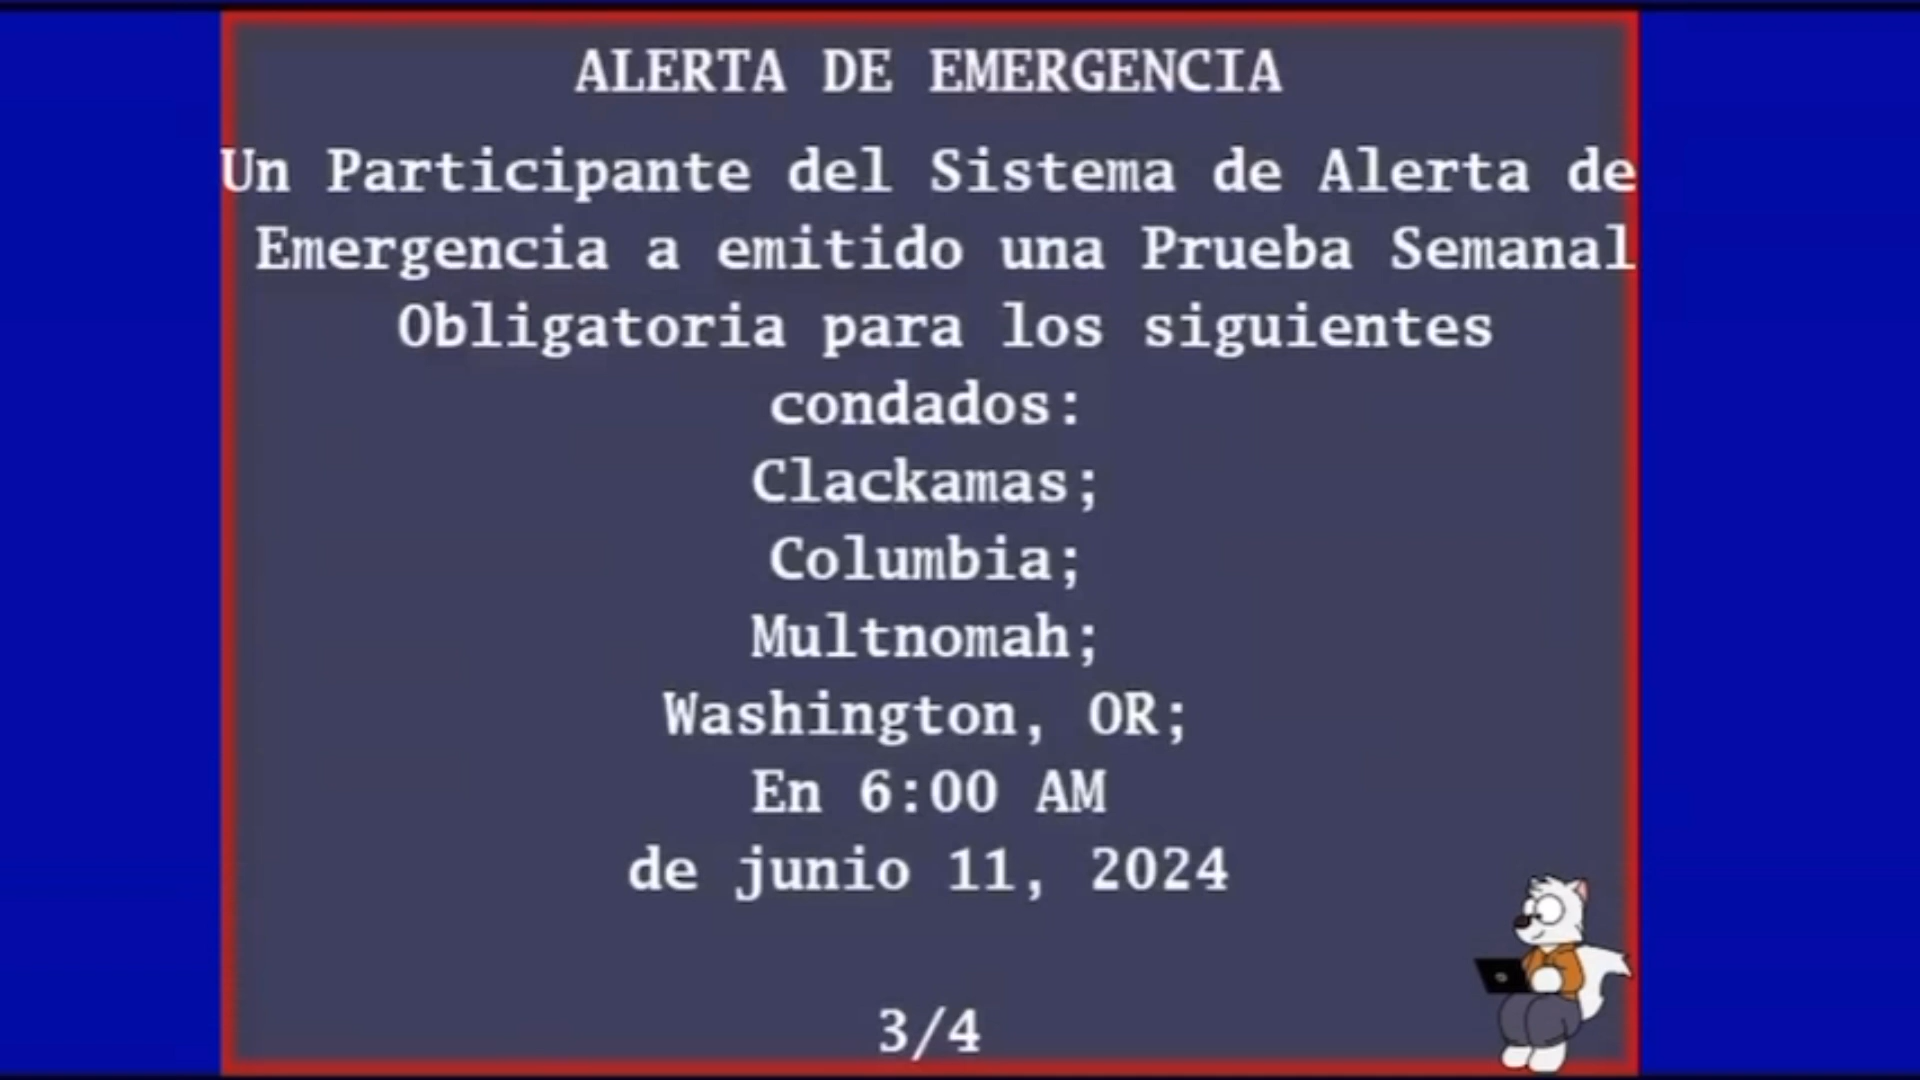 ALERTA DE EMERGENCIA
Un Participante del Sistema de Alerta de
Emergencia a emitido una Prueba Semanal
Obligatoria para los siguientes
condados:
Clackamas;
Columbia;
Multnomah;
Washington, OR;
En 6:00 AM
de junio 11, 2024
3/4